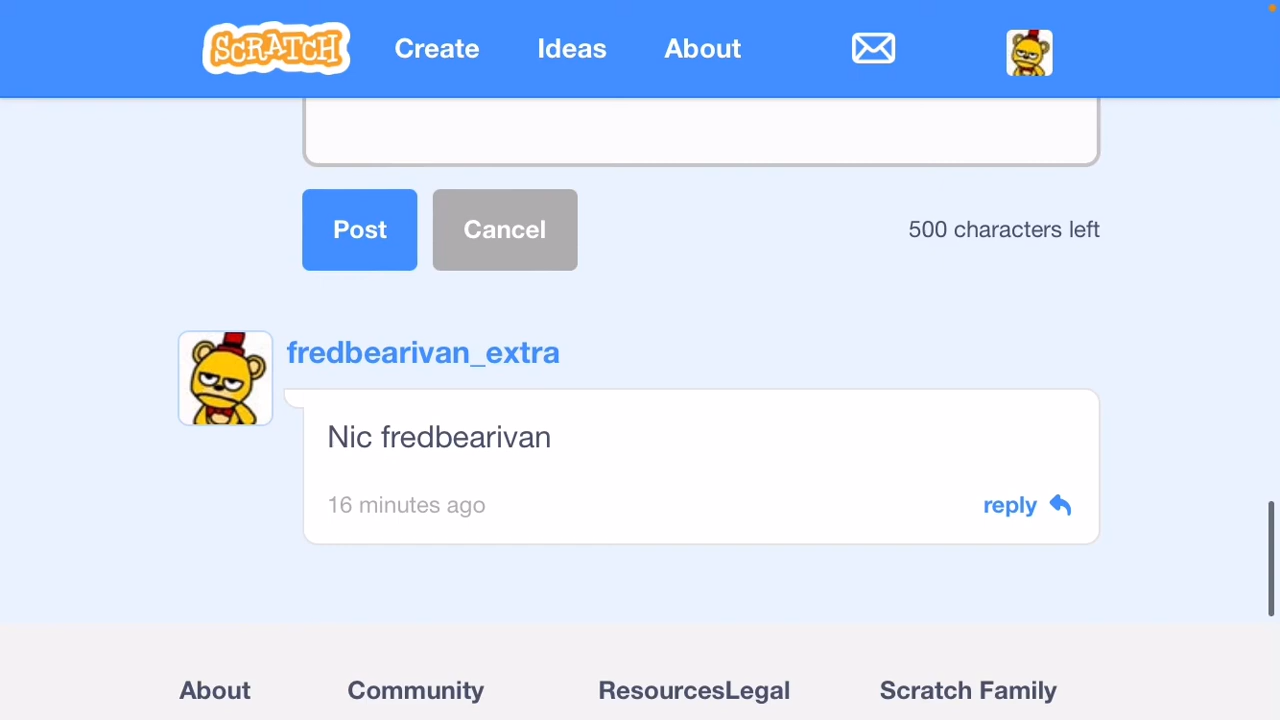 SCRATCH Create Ideas About
Post Cancel 500 characters left
fredbearivan_extra
Nic fredbearivan
16 minutes ago reply
About Community ResourcesLegal Scratch Family